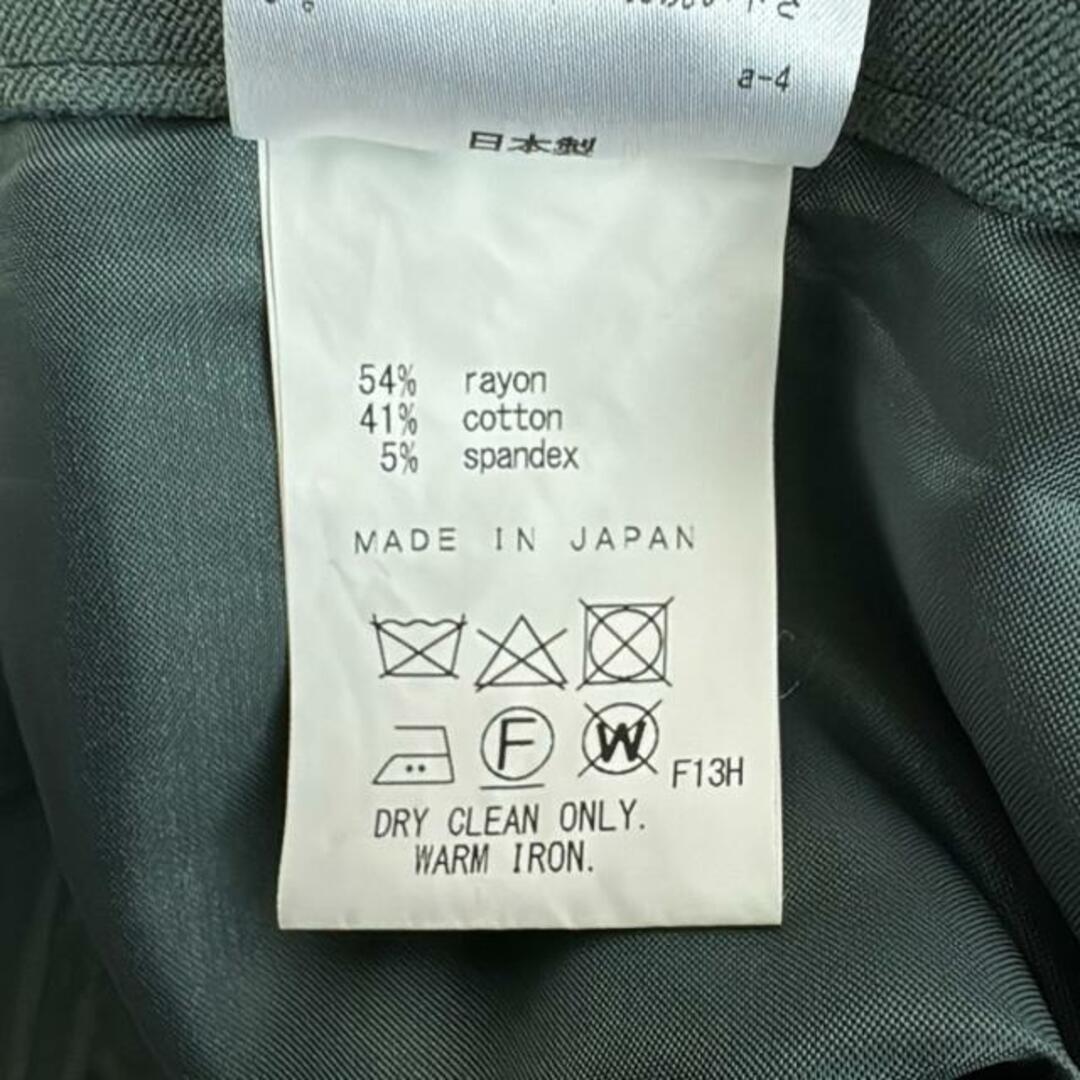 a-4
日本製
54% rayon
41% cotton
5% spandex
MADE IN JAPAN
F
W
F13H
DRY CLEAN ONLY.
WARM IRON.